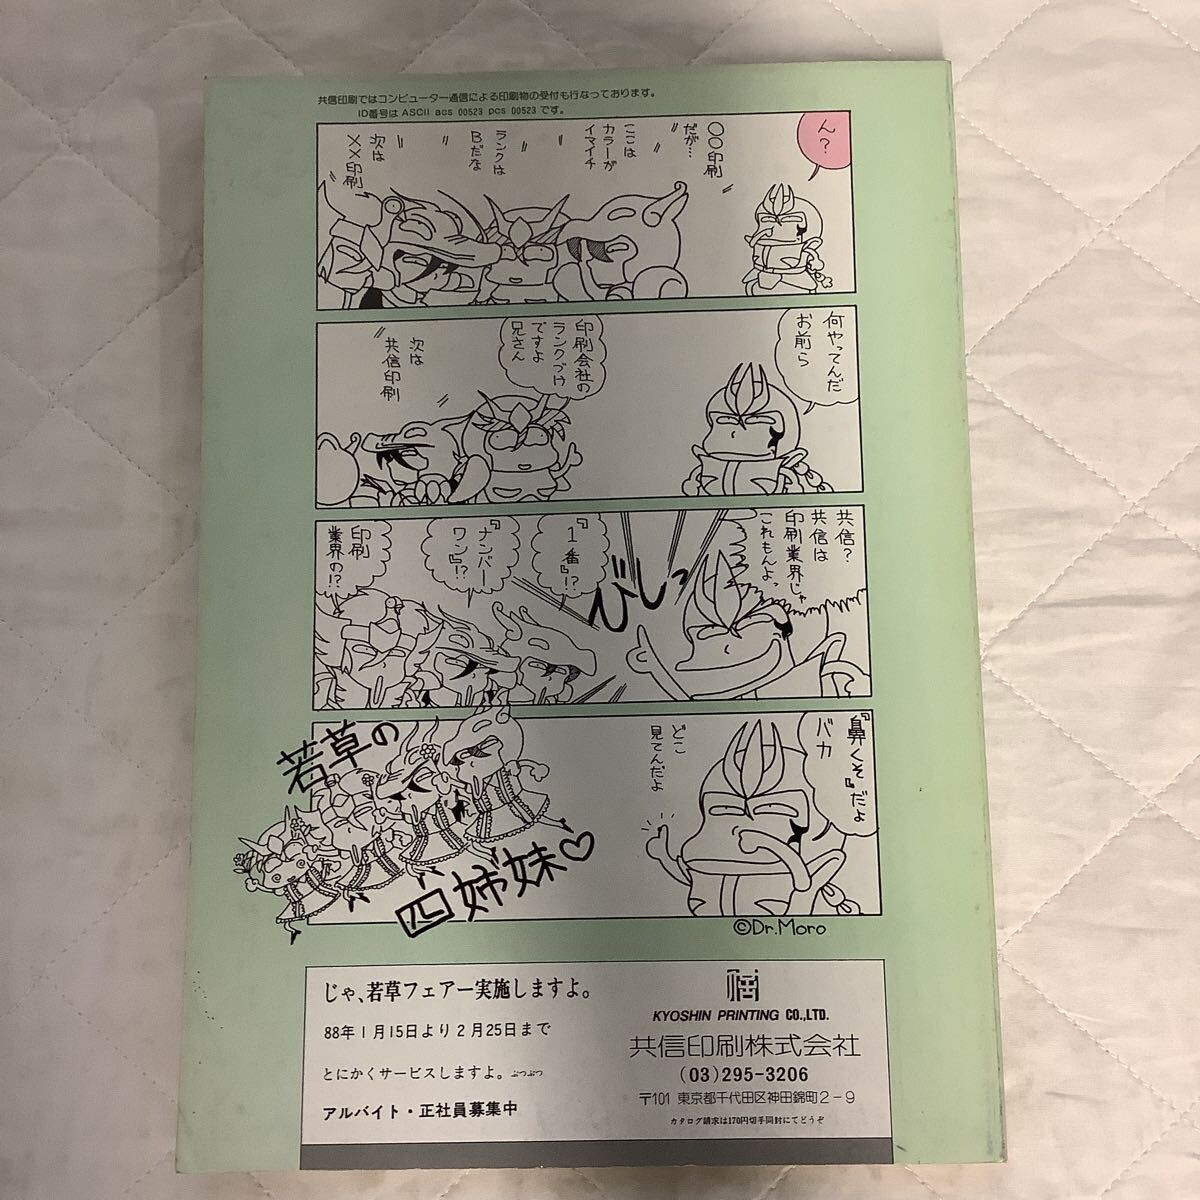 共信印刷ではコンピューター通信による印刷物の受付も行なっております。
ID番号は ASCII acs 00523 pcs 00523 です。
ん?
〇〇印刷
だが…
ここは
カラーが
イマイチ
ランクは
Bだな
次は
××印刷
何やってんだ
お前ら
印刷会社の
ランクづけ
ですよ
兄さん
次は
共信印刷
共信?
共信は
印刷業界じゃ
これもんよっ
びしっ
『1番』!?
『ナンバー
ワン』!?
印刷
業界の!?
『鼻くそ』だよ
バカ
どこ
見てんだよ
若草の
四姉妹♡
©Dr.Moro
じゃ、若草フェアー実施しますよ。
88年1月15日より2月25日まで
とにかくサービスしますよ。ぶつぶつ
アルバイト・正社員募集中
KYOSHIN PRINTING CO.,LTD.
共信印刷株式会社
(03)295-3206
〒101 東京都千代田区神田錦町2-9
カタログ請求は170円切手同封にてどうぞ